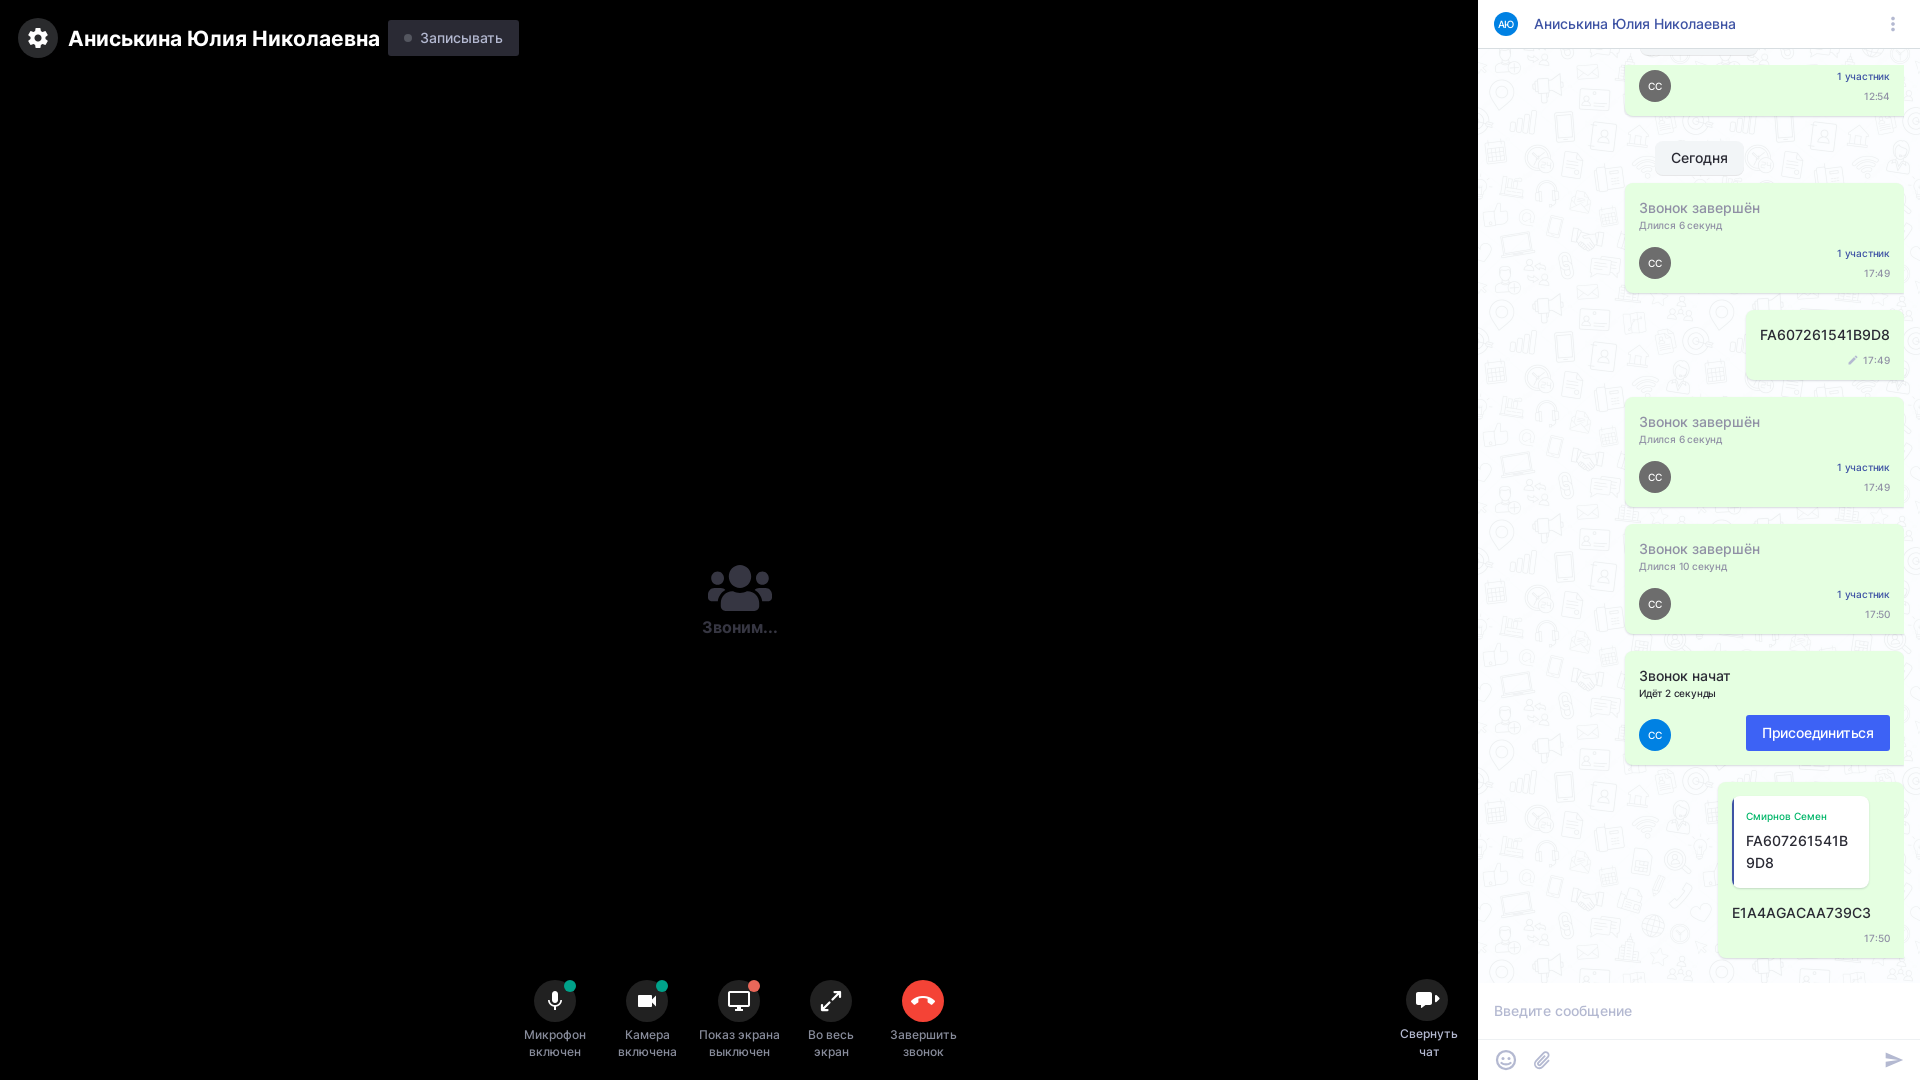 Аниськина Юлия Николаевна
Записывать
Звоним...
Микрофон
включен
Камера
включена
Показ экрана
выключен
Во весь
экран
Завершить
звонок
Свернуть
чат
АЮ
Аниськина Юлия Николаевна
СС
1 участник
12:54
Сегодня
Звонок завершён
Длился 6 секунд
СС
1 участник
17:49
FA607261541B9D8
17:49
Звонок завершён
Длился 6 секунд
СС
1 участник
17:49
Звонок завершён
Длился 10 секунд
СС
1 участник
17:50
Звонок начат
Идёт 2 секунды
СС
Присоединиться
Смирнов Семен
FA607261541B
9D8
E1A4AGACAA739C3
17:50
Введите сообщение